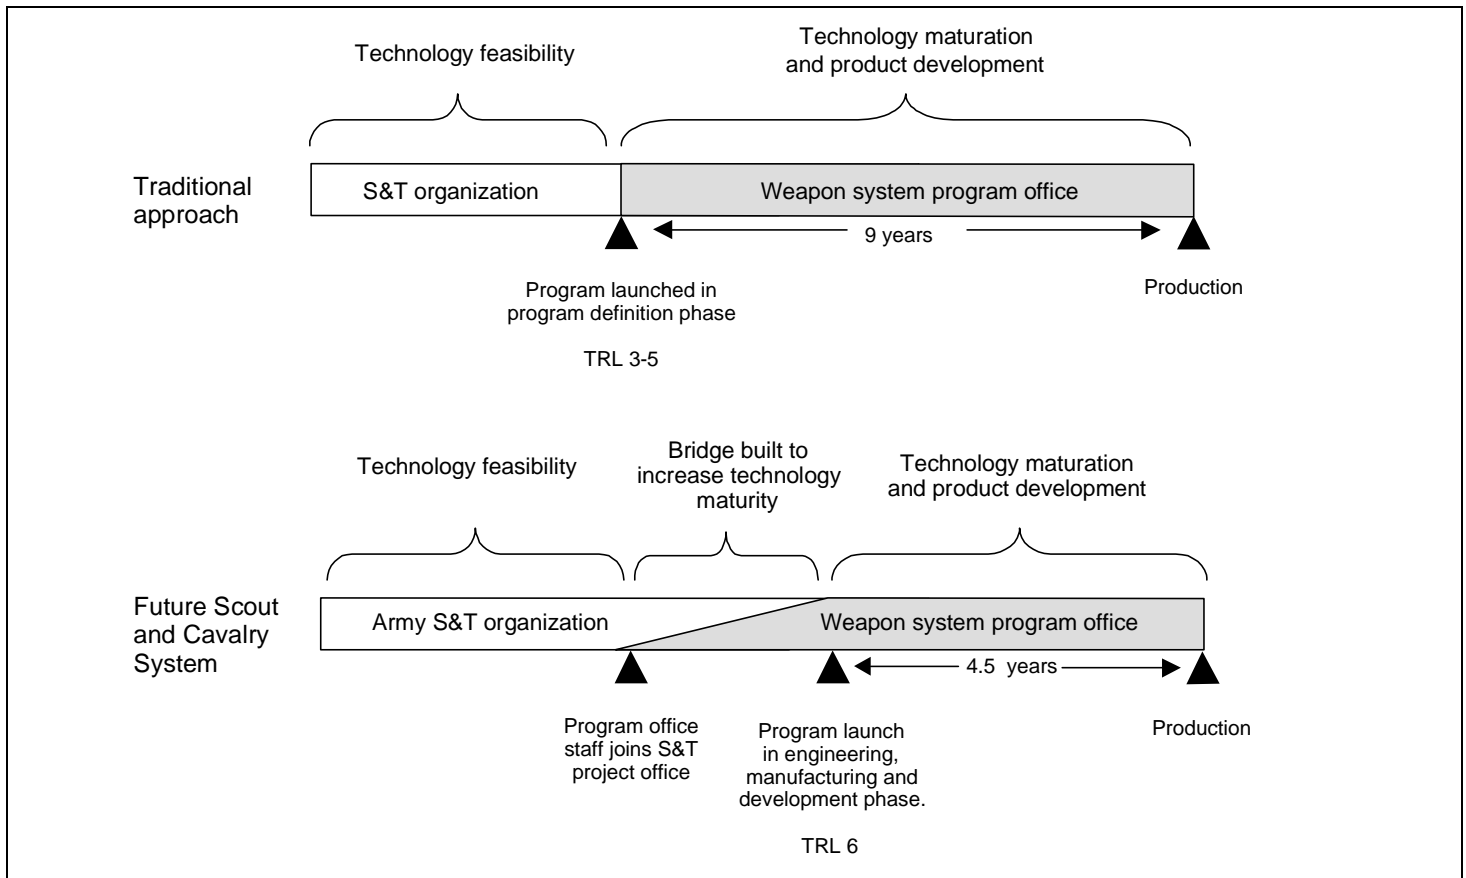 Technology feasibility
Technology maturation
and product development
Traditional
approach
S&T organization
Weapon system program office
9 years
Program launched in
program definition phase
TRL 3-5
Production
Technology feasibility
Bridge built to
increase technology
maturity
Technology maturation
and product development
Future Scout
and Cavalry
System
Army S&T organization
Weapon system program office
4.5 years
Program office
staff joins S&T
project office
Program launch
in engineering,
manufacturing and
development phase.
TRL 6
Production